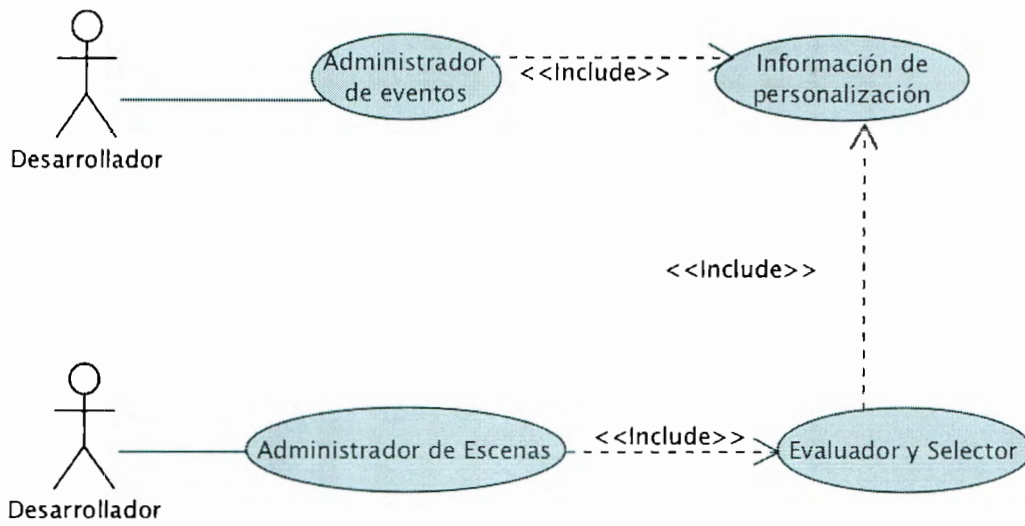 Administrador
de eventos
<<Include>>
Información de
personalización
Desarrollador
<<Include>>
Administrador de Escenas
<<Include>>
Evaluador y Selector
Desarrollador